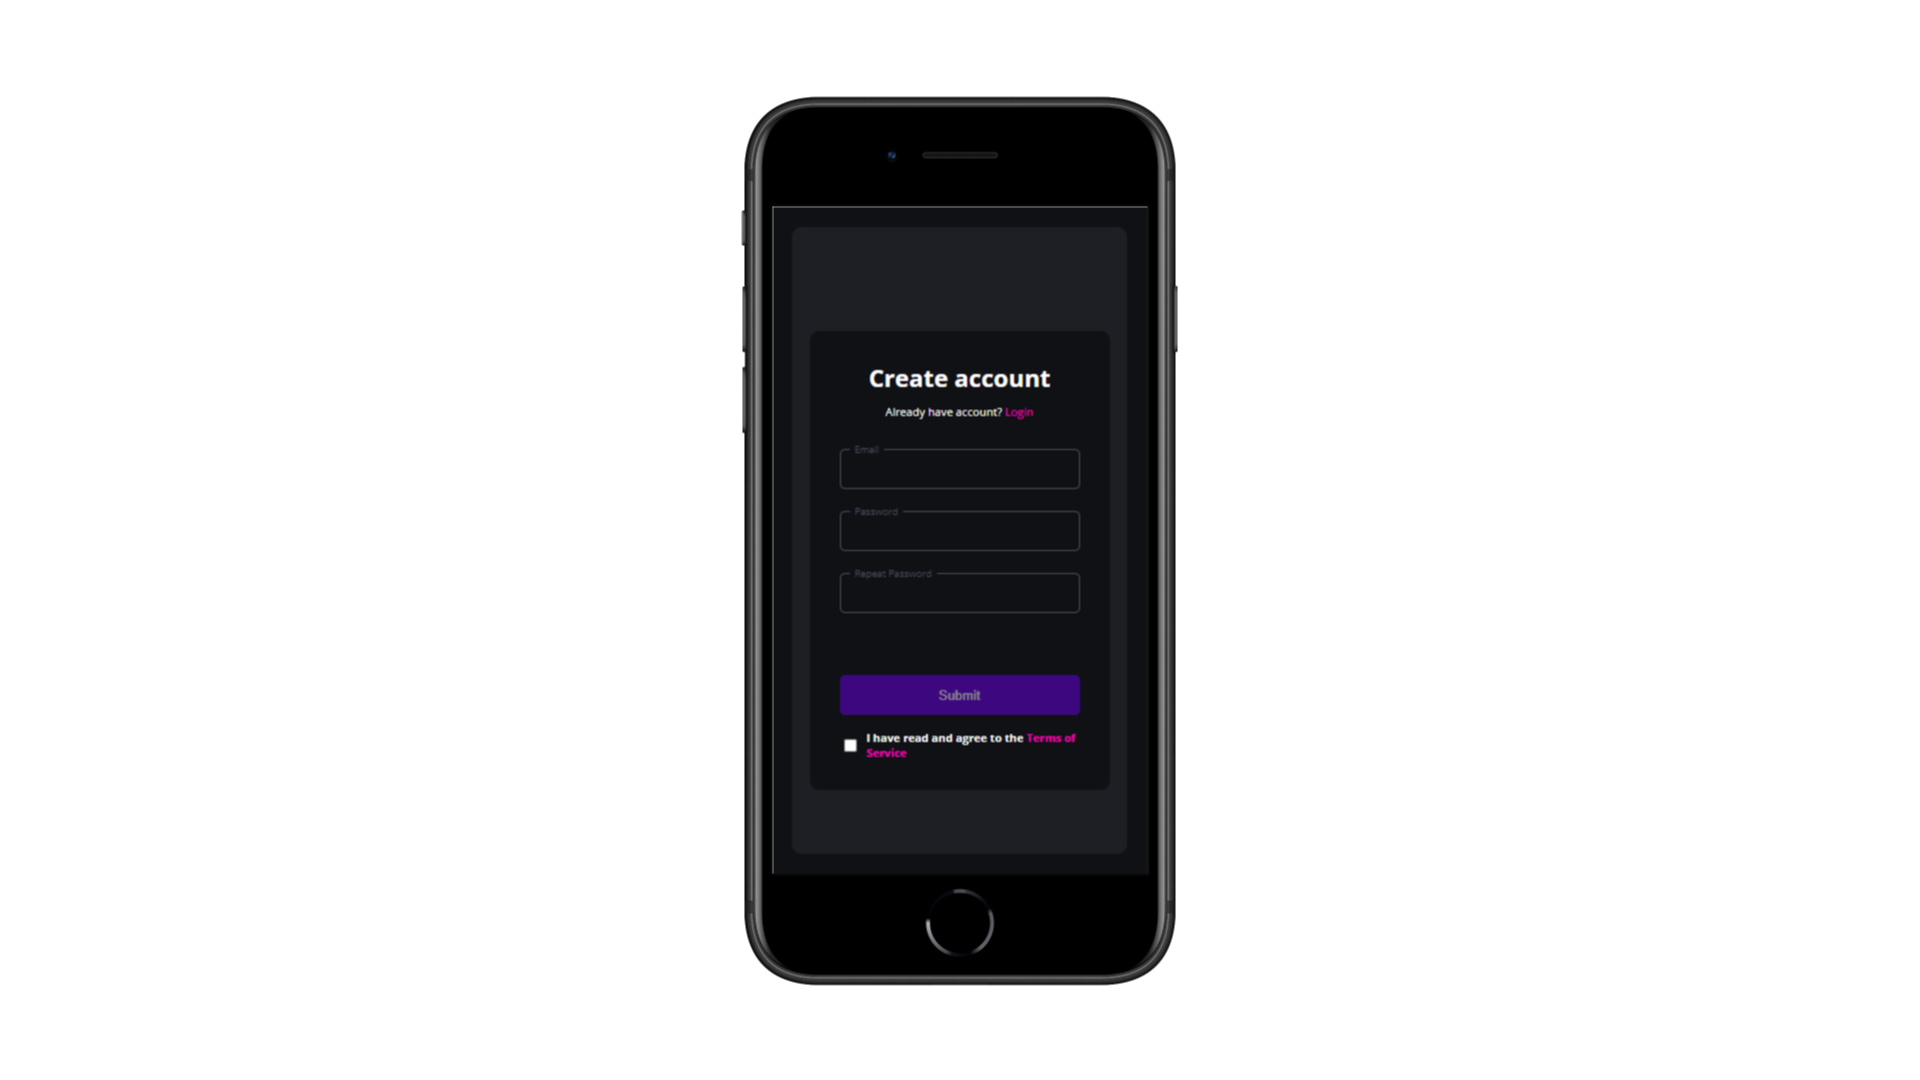 Create account
Already have account? Login
Email
Password
Repeat Password
Submit
I have read and agree to the Terms of
Service